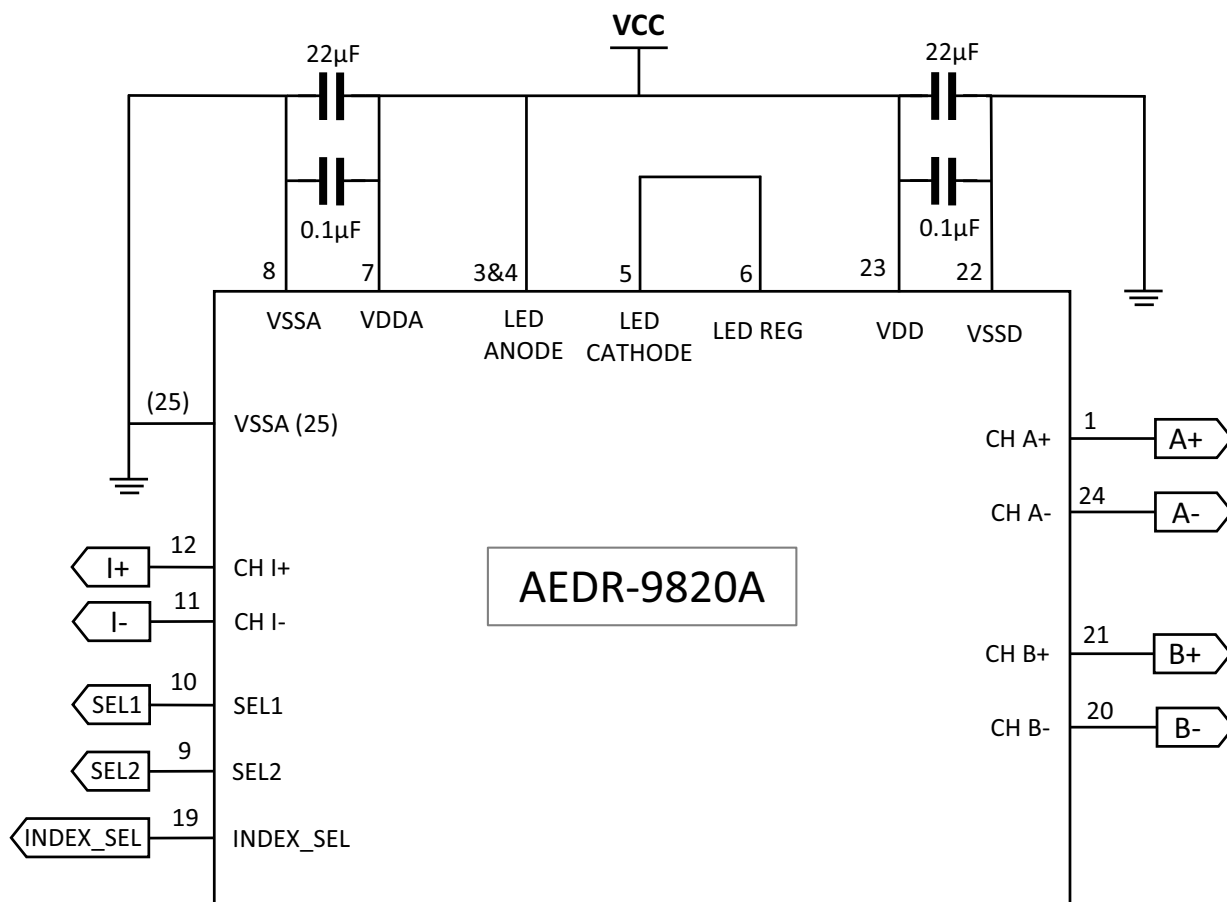 VCC
22µF
22µF
0.1µF
0.1µF
8
7
3&4
5
6
23
22
VSSA
VDDA
LED
ANODE
LED
CATHODE
LED REG
VDD
VSSD
(25)
VSSA (25)
CH A+
1
A+
CH A-
24
A-
I+
12
CH I+
I-
11
CH I-
AEDR-9820A
CH B+
21
B+
SEL1
10
SEL1
CH B-
20
B-
SEL2
9
SEL2
INDEX_SEL
19
INDEX_SEL